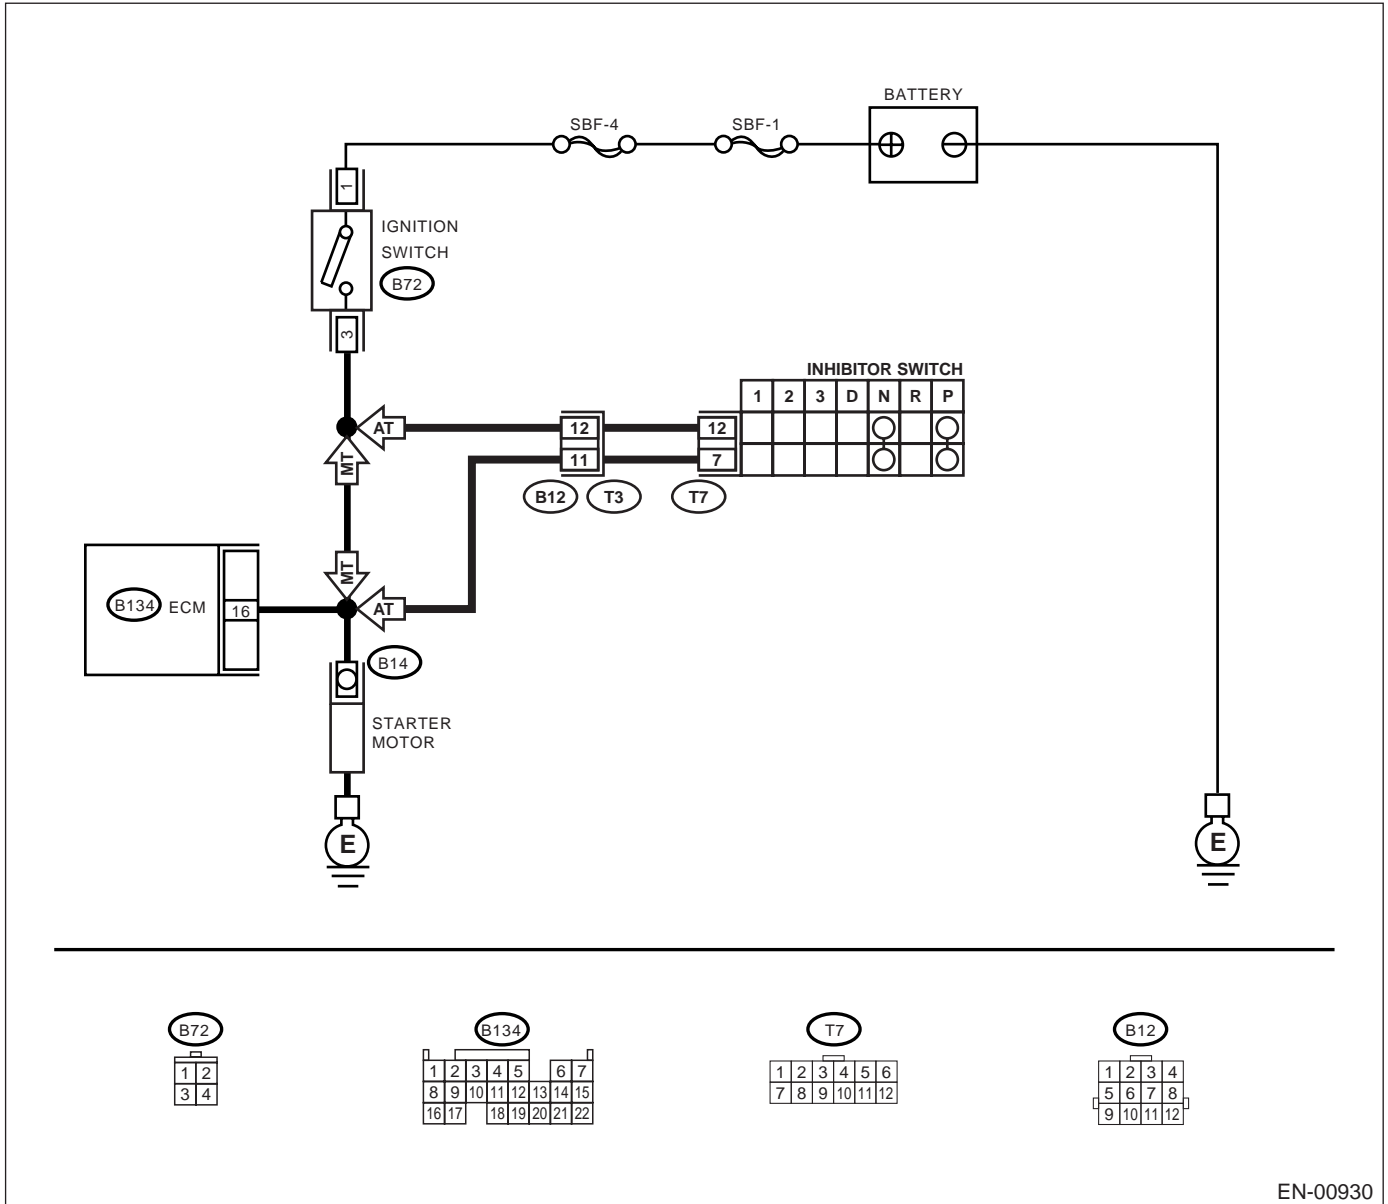 BATTERY
SBF-4 SBF-1
1
IGNITION
SWITCH
B72
3
INHIBITOR SWITCH
1 2 3 D N R P
AT 12 12
MT
11 7
B12 T3 T7
MT
B134 ECM 16 AT
B14
STARTER
MOTOR
E E
B72 B134 T7 B12
1 2
3 4
1 2 3 4 5 6 7
8 9 10 11 12 13 14 15
16 17 18 19 20 21 22
1 2 3 4 5 6
7 8 9 10 11 12
1 2 3 4
5 6 7 8
9 10 11 12
EN-00930